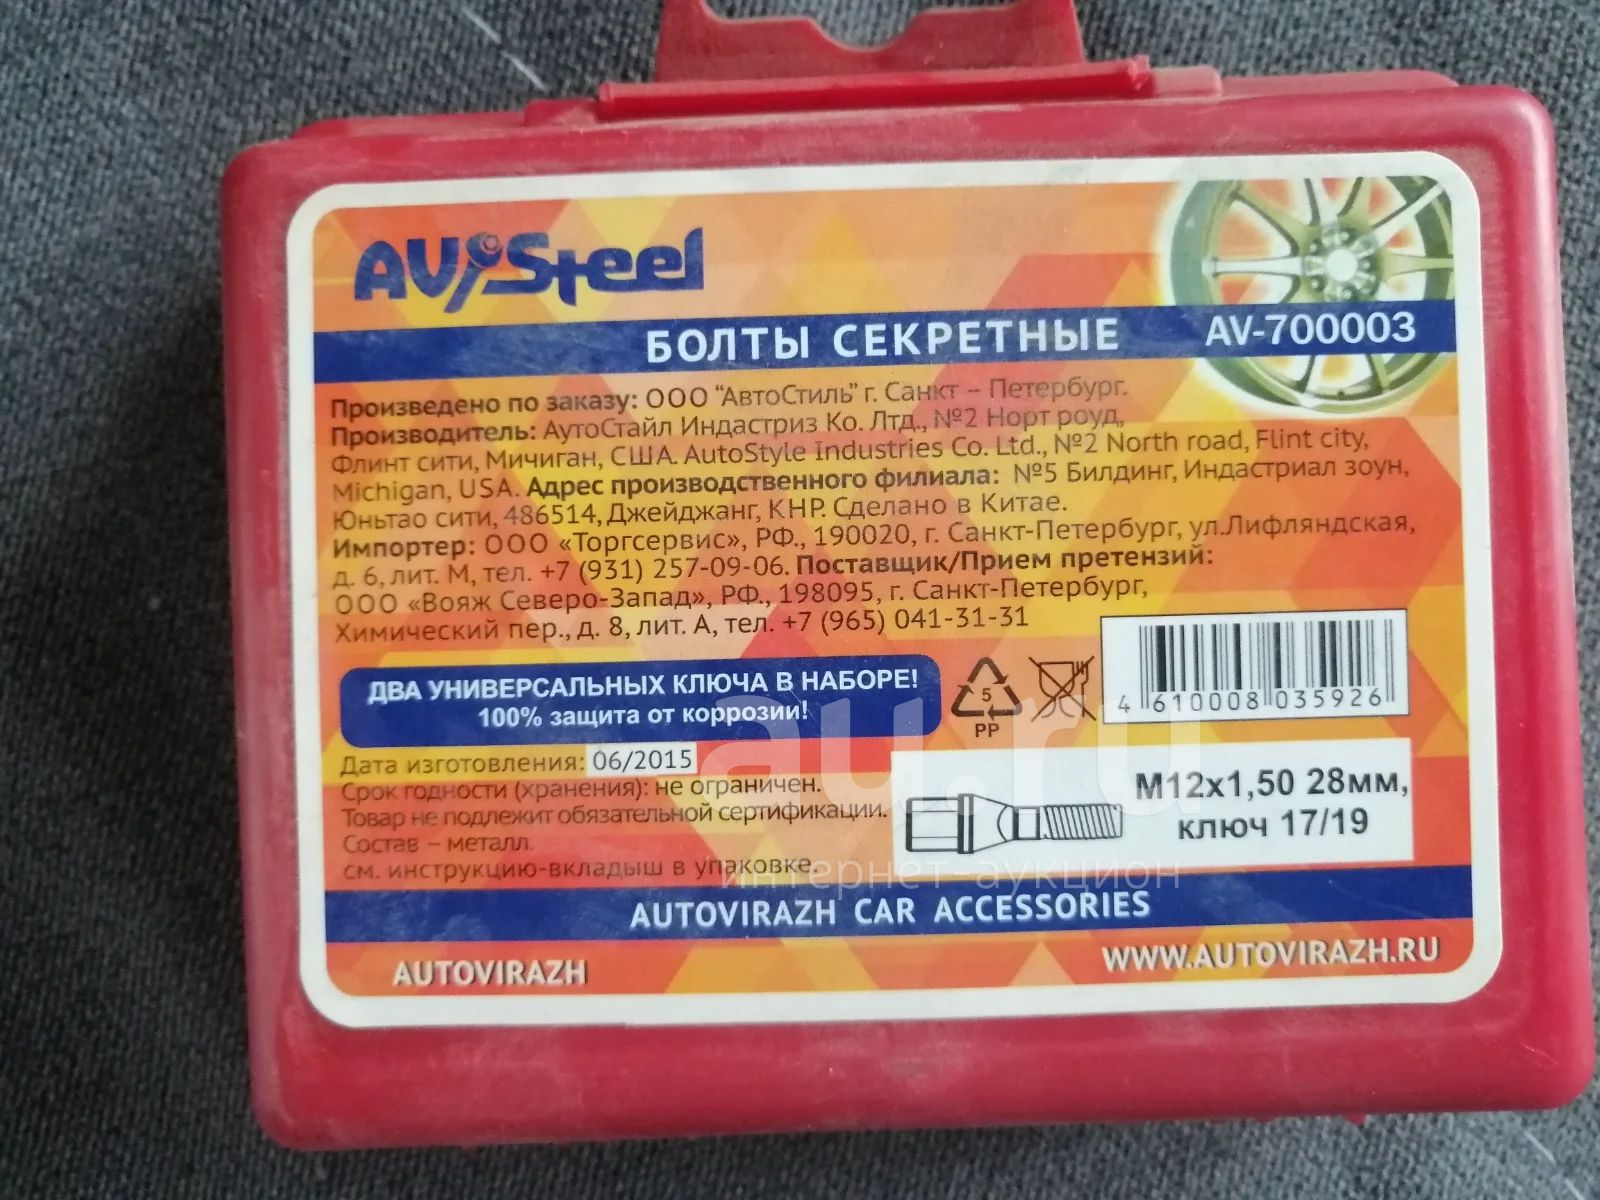 AV Steel
БОЛТЫ СЕКРЕТНЫЕ AV-700003
Произведено по заказу: ООО "АвтоСтиль" г. Санкт – Петербург.
Производитель: АутоСтайл Индастриз Ко. Лтд., №2 Норт роуд,
Флинт сити, Мичиган, США. AutoStyle Industries Co. Ltd., №2 North road, Flint city,
Michigan, USA. Адрес производственного филиала: №5 Билдинг, Индастриал зоун,
Юньтао сити, 486514, Джейджанг, КНР. Сделано в Китае.
Импортер: ООО «Торгсервис», РФ., 190020, г. Санкт-Петербург, ул.Лифляндская,
д. 6, лит. М, тел. +7 (931) 257-09-06. Поставщик/Прием претензий:
ООО «Вояж Северо-Запад», РФ., 198095, г. Санкт-Петербург,
Химический пер., д. 8, лит. А, тел. +7 (965) 041-31-31
ДВА УНИВЕРСАЛЬНЫХ КЛЮЧА В НАБОРЕ!
100% защита от коррозии!
5
PP
4 610008 035926
Дата изготовления: 06/2015
Срок годности (хранения): не ограничен.
Товар не подлежит обязательной сертификации.
Состав – металл.
см. инструкцию-вкладыш в упаковке.
М12х1,50 28мм,
ключ 17/19
au.ru
интернет-аукцион
AUTOVIRAZH CAR ACCESSORIES
AUTOVIRAZH
WWW.AUTOVIRAZH.RU